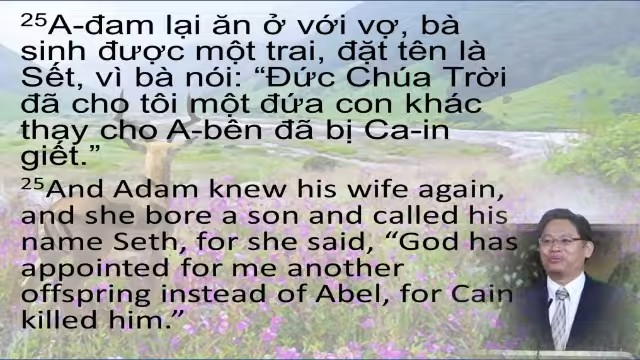 ²⁵A-đam lại ăn ở với vợ, bà
sinh được một trai, đặt tên là
Sết, vì bà nói: “Đức Chúa Trời
đã cho tôi một đứa con khác
thay cho A-bên đã bị Ca-in
giết.”
²⁵And Adam knew his wife again,
and she bore a son and called his
name Seth, for she said, “God has
appointed for me another
offspring instead of Abel, for Cain
killed him.”